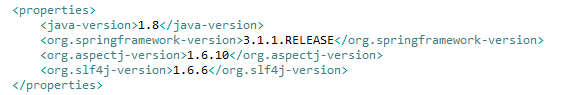 <properties>
<java-version>1.8</java-version>
<org.springframework-version>3.1.1.RELEASE</org.springframework-version>
<org.aspectj-version>1.6.10</org.aspectj-version>
<org.slf4j-version>1.6.6</org.slf4j-version>
</properties>